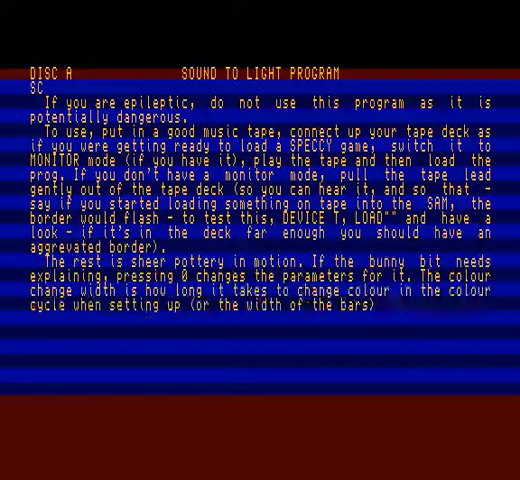 DISC A SOUND TO LIGHT PROGRAM
SC
If you are epileptic, do not use this program as it is
potentially dangerous.
To use, put in a good music tape, connect up your tape deck as
if you were getting ready to load a SPECCY game, switch it to
MONITOR mode (if you have it), play the tape and then load the
prog. If you don't have a monitor mode, pull the tape lead
gently out of the tape deck (so you can hear it, and so that -
say if you started loading something on tape into the SAM, the
border would flash - to test this, DEVICE T, LOAD"" and have a
look - if it's in the deck far enough you should have an
aggrevated border).
The rest is sheer pottery in motion. If the bunny bit needs
explaining, pressing 0 changes the parameters for it. The colour
change width is how long it takes to change colour in the colour
cycle when setting up (or the width of the bars)